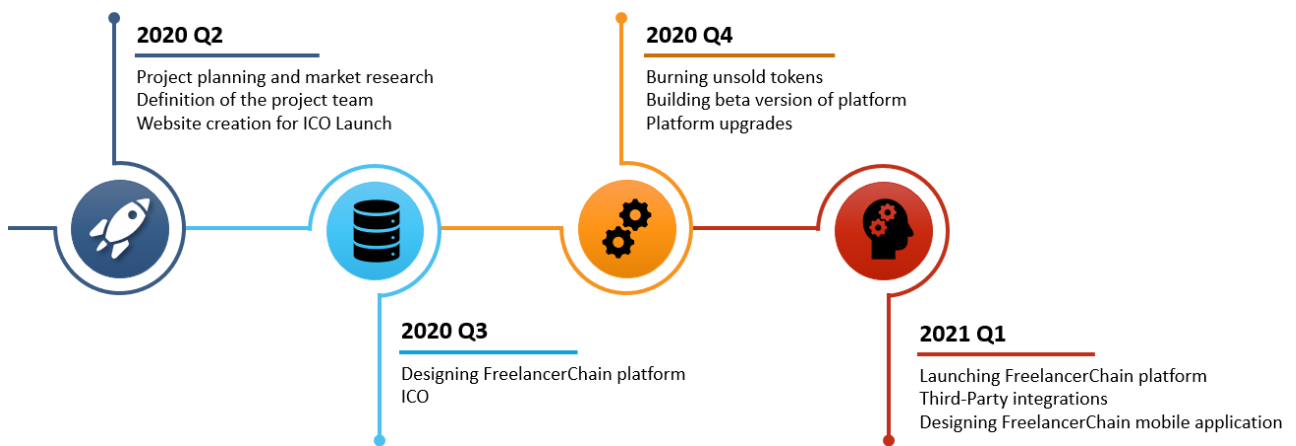 2020 Q2
Project planning and market research
Definition of the project team
Website creation for ICO Launch
2020 Q3
Designing FreelancerChain platform
ICO
2020 Q4
Burning unsold tokens
Building beta version of platform
Platform upgrades
2021 Q1
Launching FreelancerChain platform
Third-Party integrations
Designing FreelancerChain mobile application